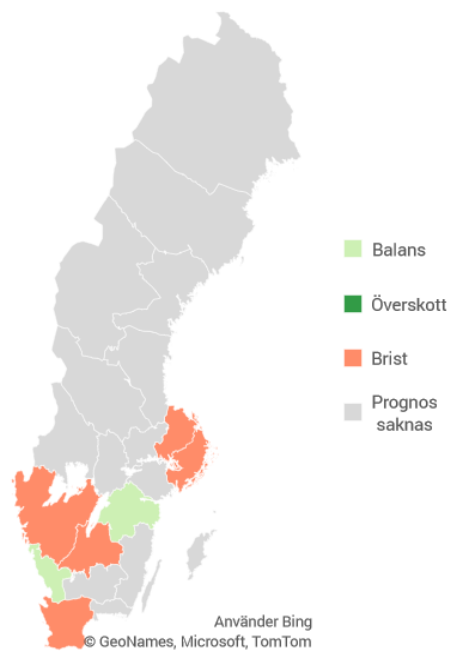 Balans
Överskott
Brist
Prognos
saknas
Använder Bing
© GeoNames, Microsoft, TomTom